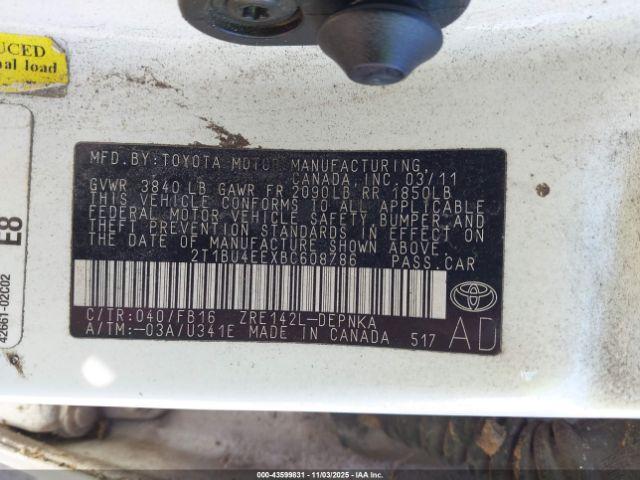 UCED
nal load
E8
42661-02C02
MFD. BY: TOYOTA MOTOR MANUFACTURING
CANADA, INC. 03/11
GVWR 3840 LB GAWR FR 2090LB RR 1850LB
THIS VEHICLE CONFORMS TO ALL APPLICABLE
FEDERAL MOTOR VEHICLE SAFETY BUMPER, AND
THEFT PREVENTION STANDARDS IN EFFECT ON
THE DATE OF MANUFACTURE SHOWN ABOVE.
2T1BU4EEXBC608786 PASS. CAR
C/TR: 040/FB16 ZRE142L-DEPNKA
A/TM: -03A/U341E MADE IN CANADA 517
AD
TOYOTA
000-43599831 - 11/03/2025 - IAA, Inc.